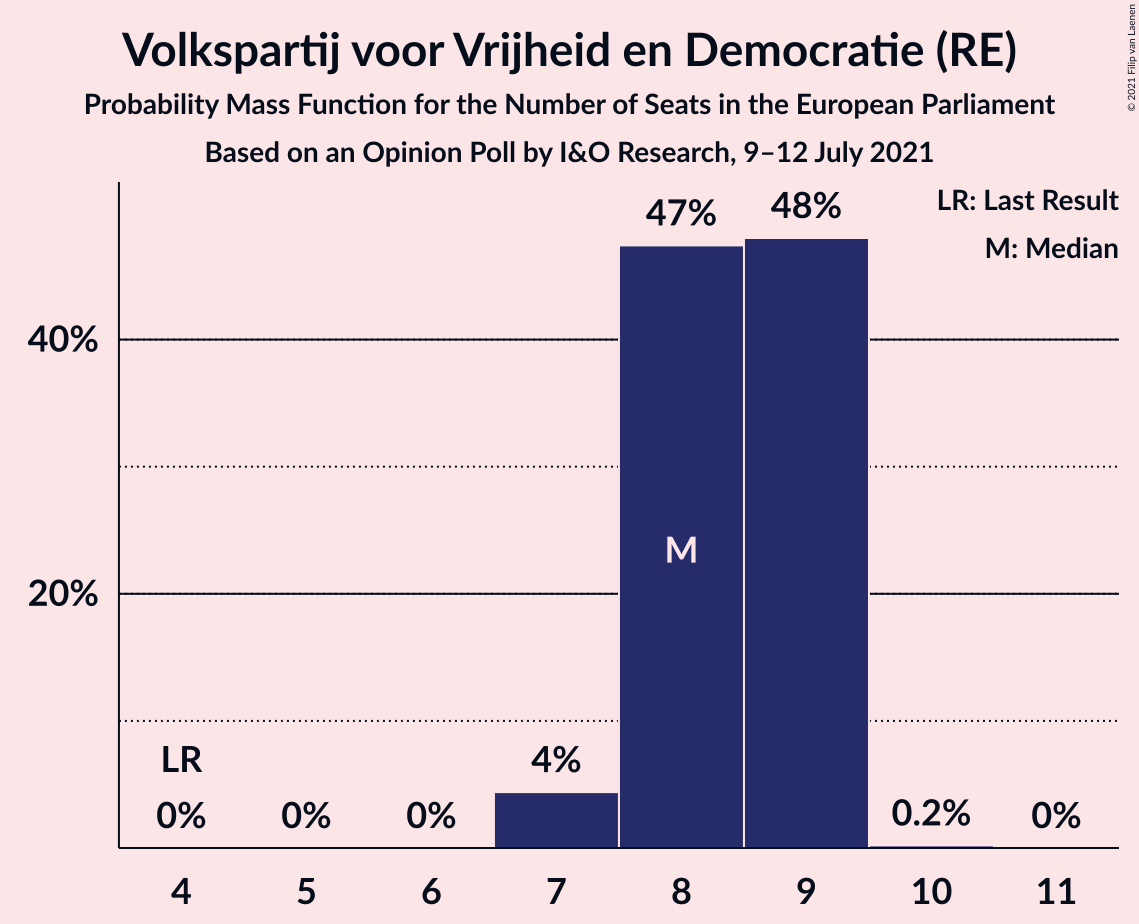 Volkspartij voor Vrijheid en Democratie (RE)
Probability Mass Function for the Number of Seats in the European Parliament
Based on an Opinion Poll by I&O Research, 9–12 July 2021
© 2021 Filip van Laenen
LR: Last Result
M: Median
47%
48%
40%
M
20%
LR
4%
0%
0%
0%
0.2%
0%
4
5
6
7
8
9
10
11